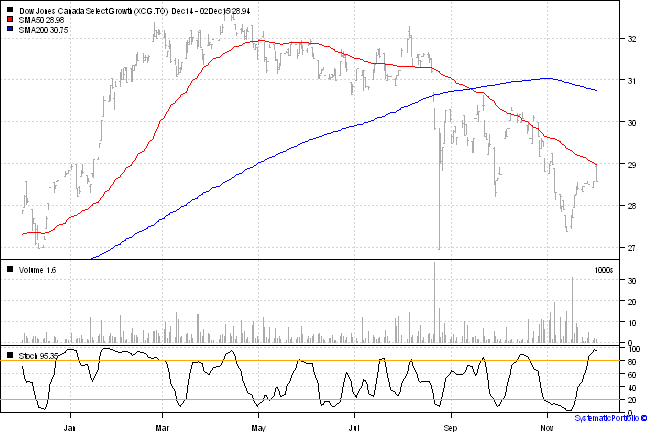 Dow Jones Canada Select Growth (XCG.TO) Dec14 - 02Dec15 28.94
SMA50 28.98
SMA200 30.75
32
31
30
29
28
27
Volume 1.6
1000s
30
20
10
0
Stoch 95.35
100
80
60
40
20
0
Jan
Mar
May
Jul
Sep
Nov
SystematicPortfolio ©